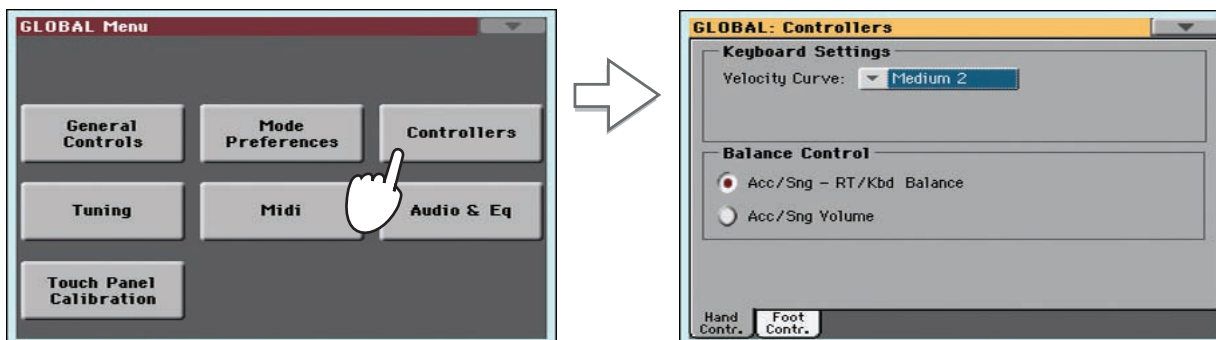 GLOBAL Menu
General
Controls
Mode
Preferences
Controllers
Tuning
Midi
Audio & Eq
Touch Panel
Calibration
GLOBAL: Controllers
Keyboard Settings
Velocity Curve: Medium 2
Balance Control
Acc/Sng - RT/Kbd Balance
Acc/Sng Volume
Hand
Contr.
Foot
Contr.